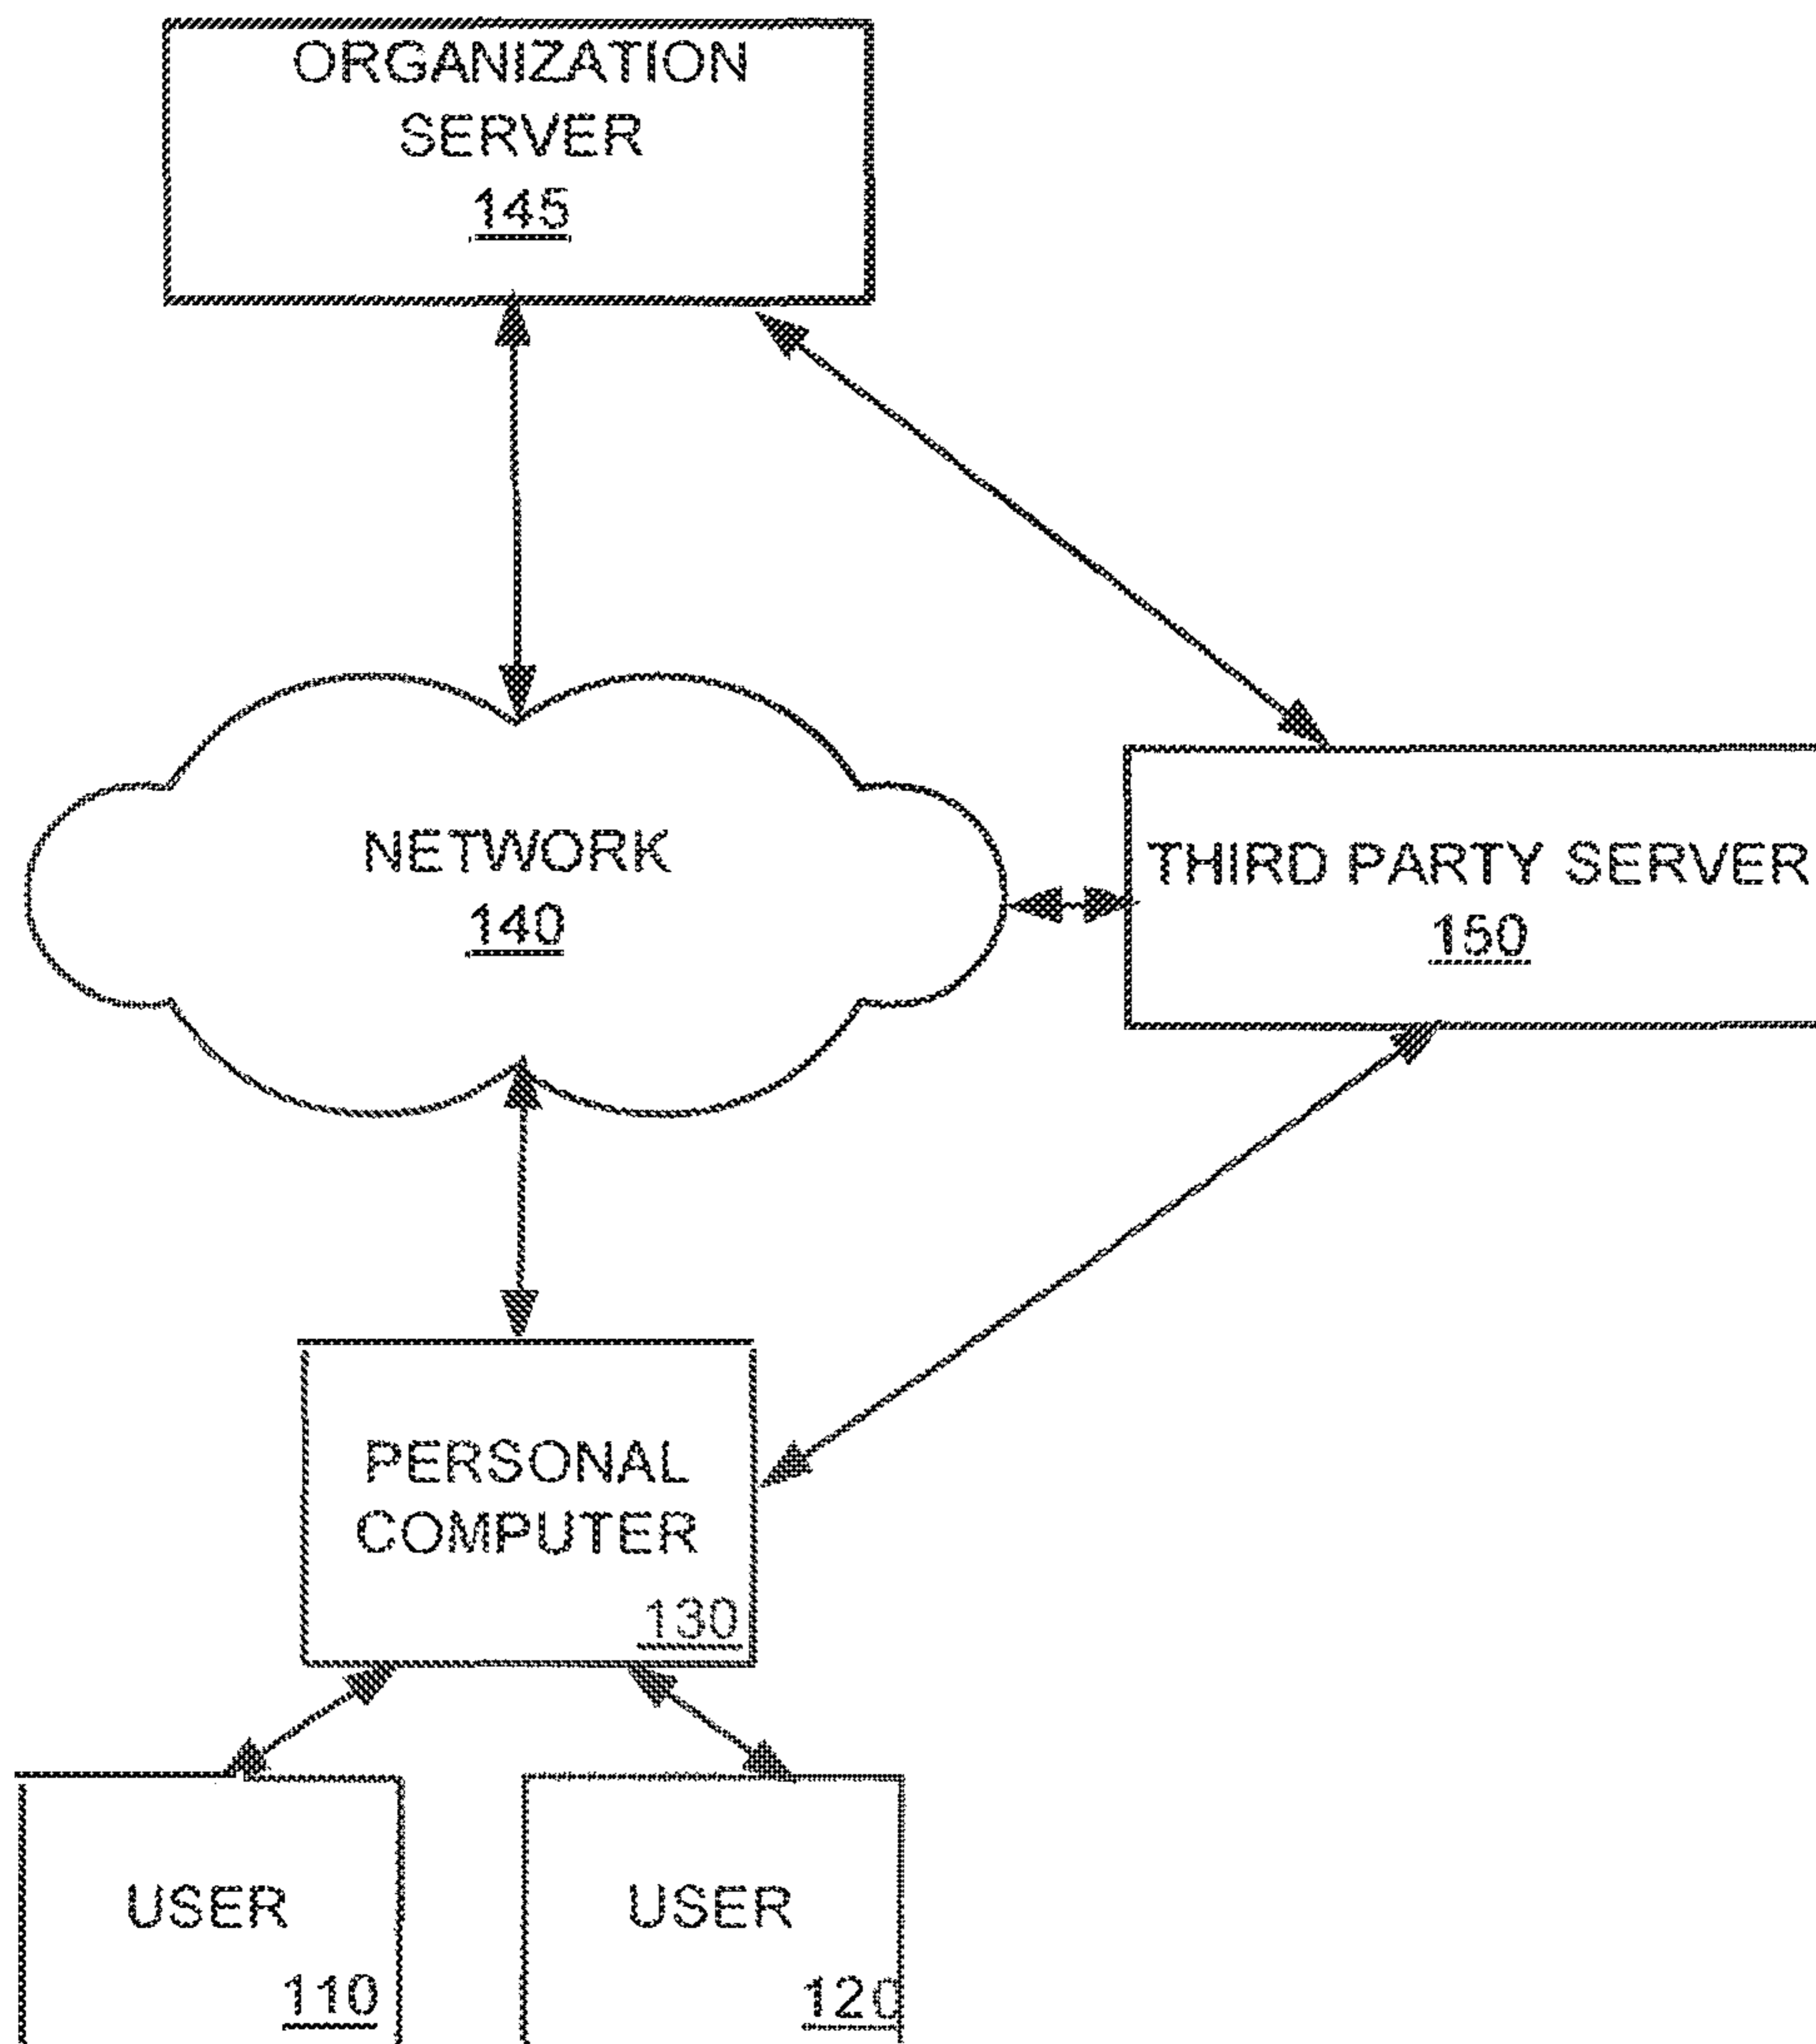 ORGANIZATION
SERVER
145
NETWORK
140
THIRD PARTY SERVER
150
PERSONAL
COMPUTER
130
USER
110
USER
120